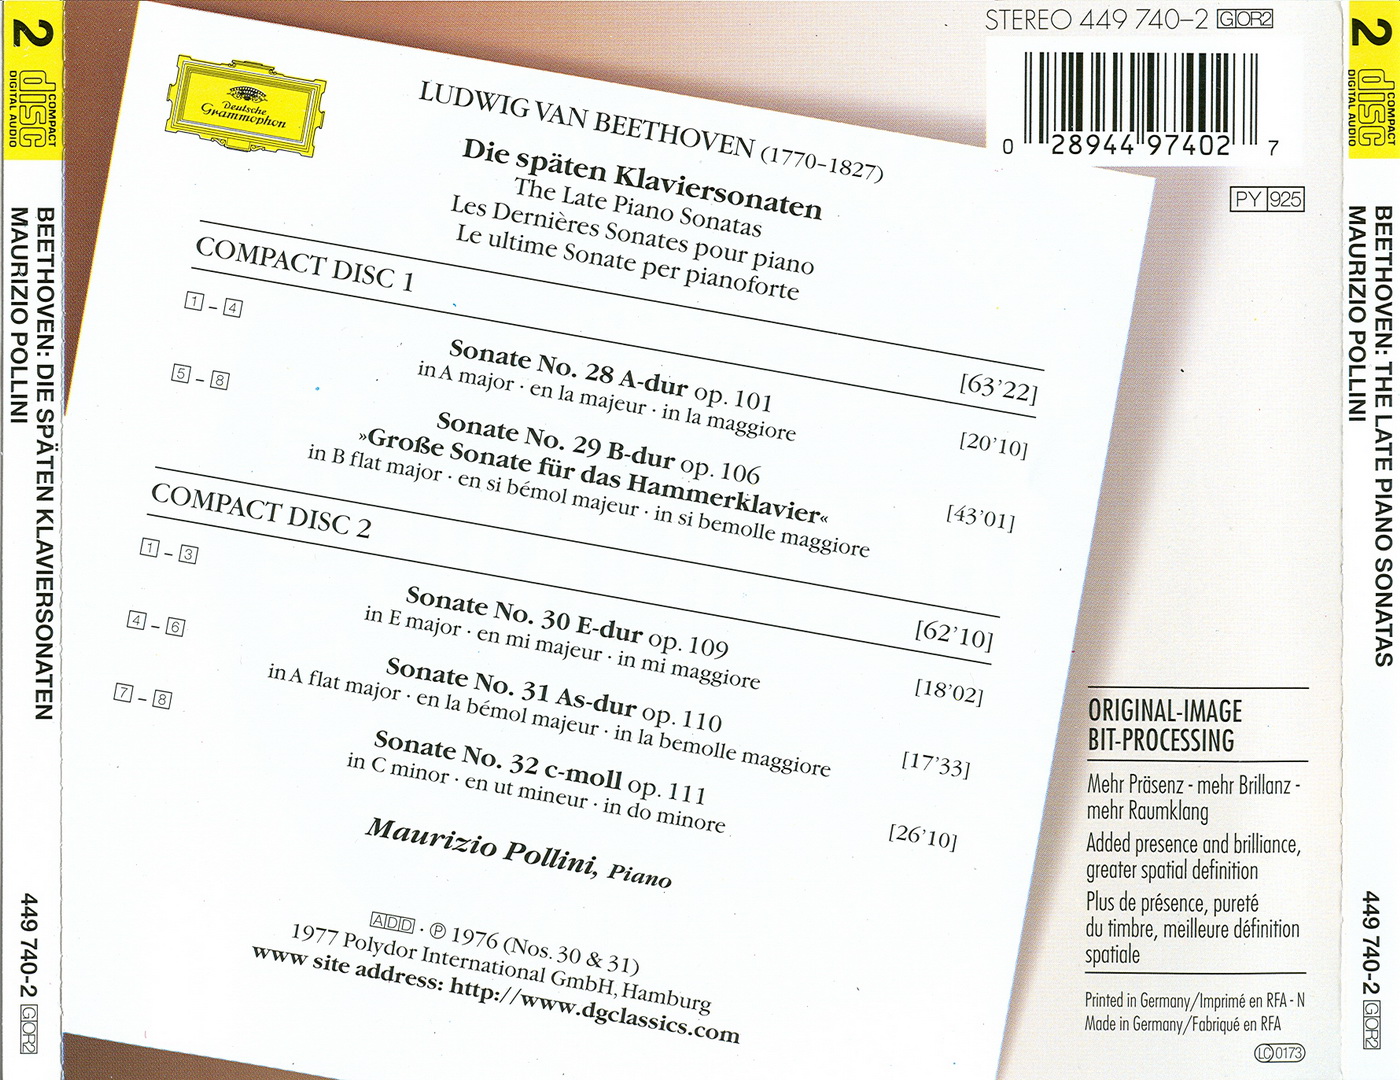 2
COMPACT
disc
DIGITAL AUDIO
BEETHOVEN: DIE SPÄTEN KLAVIERSONATEN
MAURIZIO POLLINI
449 740-2 GOR2
Deutsche
Grammophon
STEREO 449 740-2 GOR2
0 28944 97402 7
PY 925
LUDWIG VAN BEETHOVEN (1770-1827)
Die späten Klaviersonaten
The Late Piano Sonatas
Les Dernières Sonates pour piano
Le ultime Sonate per pianoforte
COMPACT DISC 1 [63'22]
1 - 4 Sonate No. 28 A-dur op. 101 [20'10]
in A major · en la majeur · in la maggiore
5 - 8 Sonate No. 29 B-dur op. 106
»Große Sonate für das Hammerklavier« [43'01]
in B flat major · en si bémol majeur · in si bemolle maggiore
COMPACT DISC 2 [62'10]
1 - 3 Sonate No. 30 E-dur op. 109 [18'02]
in E major · en mi majeur · in mi maggiore
4 - 6 Sonate No. 31 As-dur op. 110 [17'33]
in A flat major · en la bémol majeur · in la bemolle maggiore
7 - 8 Sonate No. 32 c-moll op. 111 [26'10]
in C minor · en ut mineur · in do minore
Maurizio Pollini, Piano
ADD · ℗ 1976 (Nos. 30 & 31)
1977 Polydor International GmbH, Hamburg
www site address: http://www.dgclassics.com
ORIGINAL-IMAGE
BIT-PROCESSING
Mehr Präsenz - mehr Brillanz -
mehr Raumklang
Added presence and brilliance,
greater spatial definition
Plus de présence, pureté
du timbre, meilleure définition
spatiale
Printed in Germany/Imprimé en RFA - N
Made in Germany/Fabriqué en RFA
LC 0173
2
COMPACT
disc
DIGITAL AUDIO
BEETHOVEN: THE LATE PIANO SONATAS
MAURIZIO POLLINI
449 740-2 GOR2